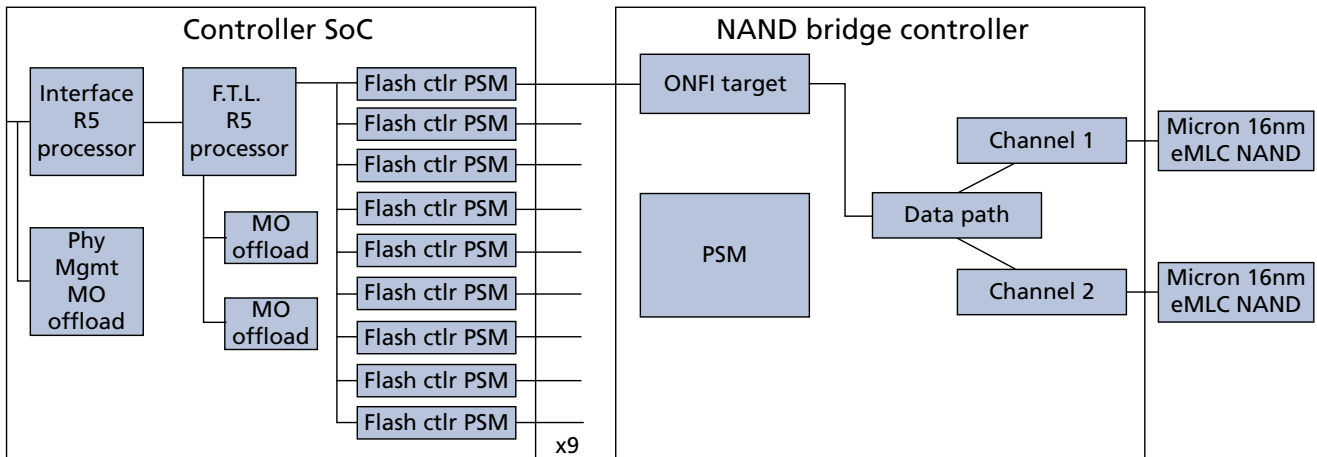 Controller SoC
Interface
R5
processor
F.T.L.
R5
processor
Phy
Mgmt
MO
offload
MO
offload
MO
offload
Flash ctlr PSM
Flash ctlr PSM
Flash ctlr PSM
Flash ctlr PSM
Flash ctlr PSM
Flash ctlr PSM
Flash ctlr PSM
Flash ctlr PSM
Flash ctlr PSM
x9
NAND bridge controller
ONFI target
PSM
Data path
Channel 1
Channel 2
Micron 16nm
eMLC NAND
Micron 16nm
eMLC NAND